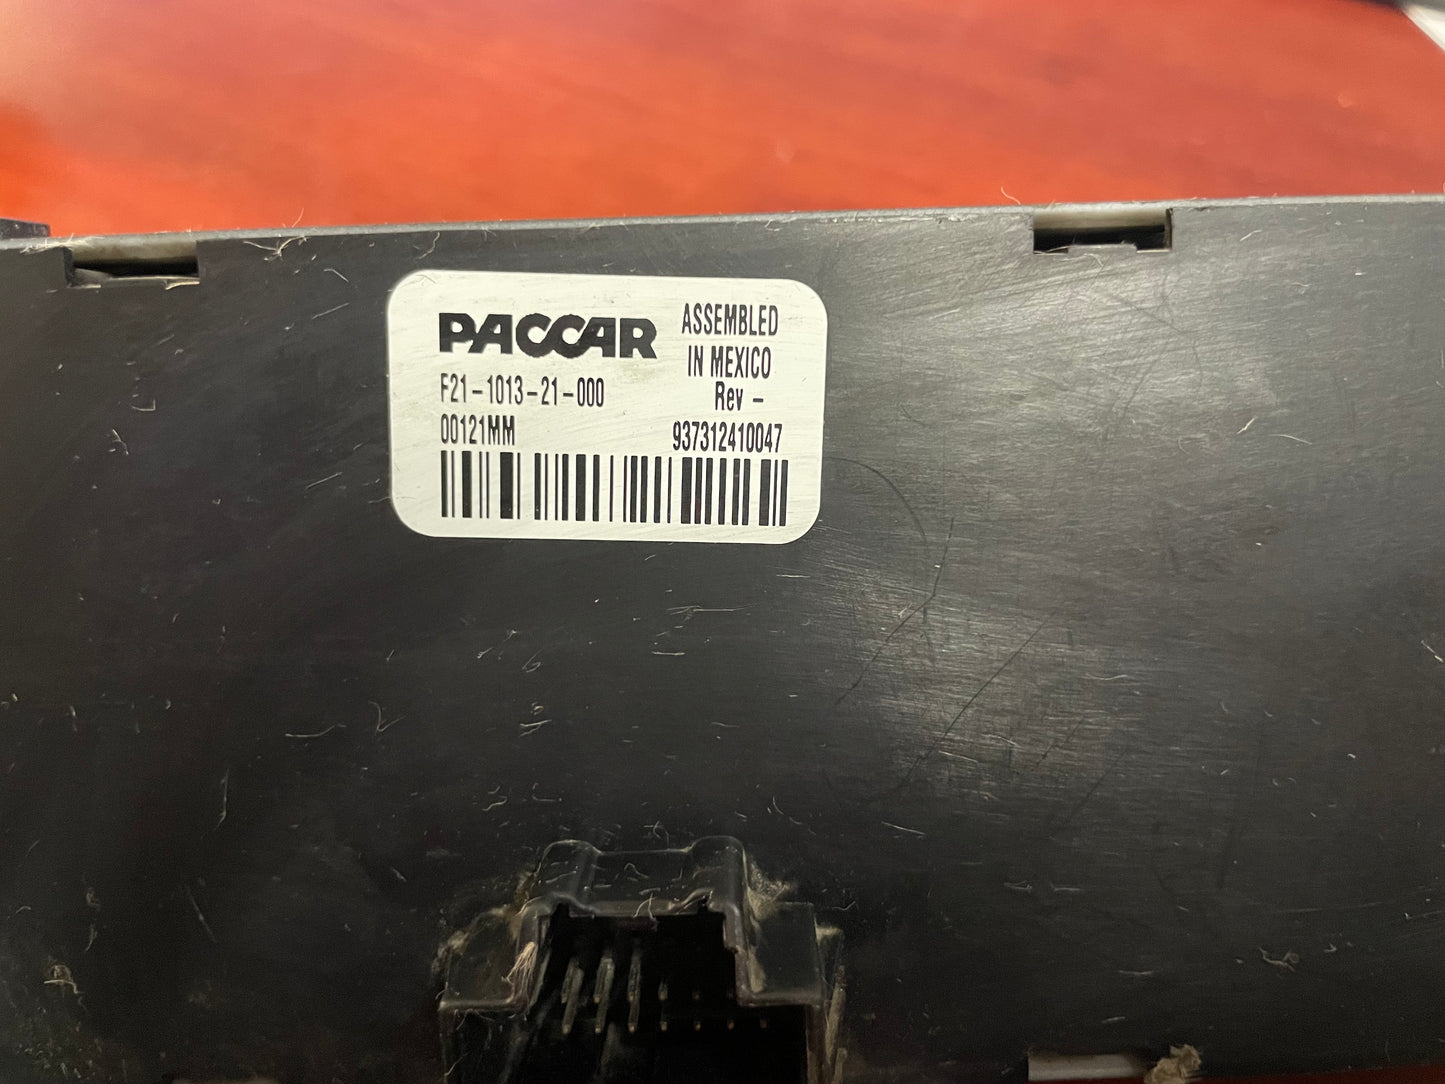 PACCAR
ASSEMBLED
IN MEXICO
F21-1013-21-000
Rev -
00121MM
937312410047